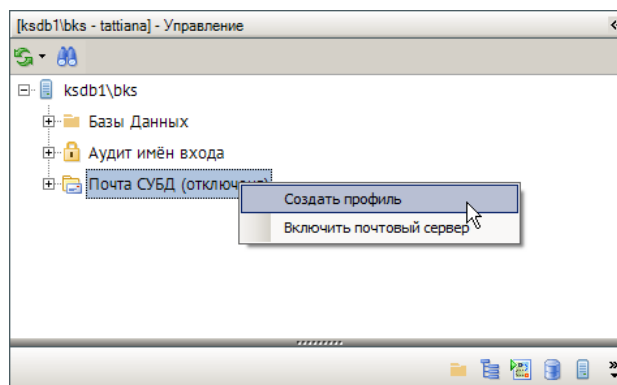 [ksdb1\bks - tattiana] - Управление
ksdb1\bks
Базы Данных
Аудит имён входа
Почта СУБД
Создать профиль
Включить почтовый сервер